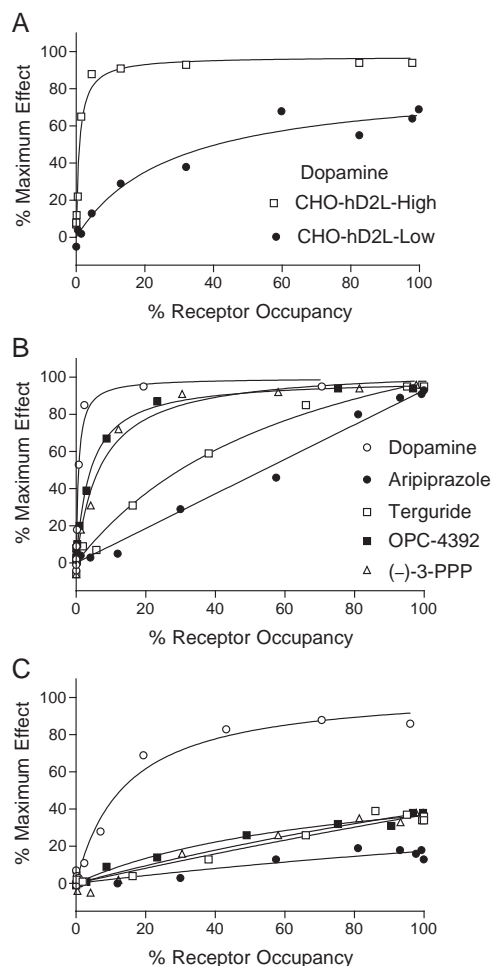 A
% Maximum Effect
100
80
60
40
20
0
Dopamine
CHO-hD2L-High
CHO-hD2L-Low
0 20 40 60 80 100
% Receptor Occupancy
B
% Maximum Effect
100
80
60
40
20
0
Dopamine
Aripiprazole
Terguride
OPC-4392
(−)-3-PPP
0 20 40 60 80 100
% Receptor Occupancy
C
% Maximum Effect
100
80
60
40
20
0
0 20 40 60 80 100
% Receptor Occupancy